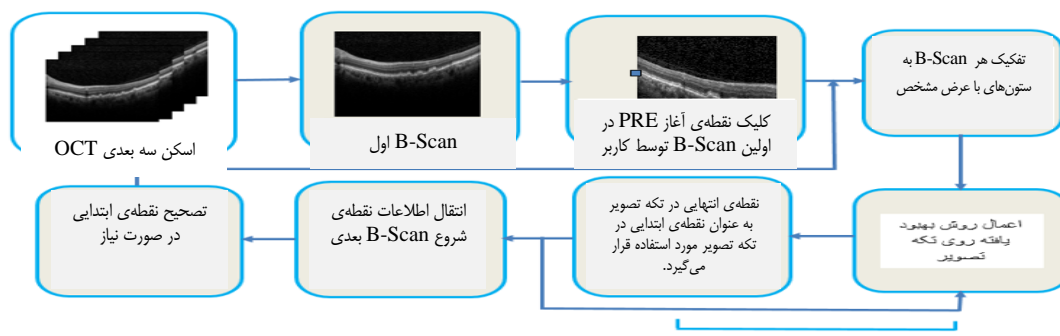 اسکن سه بعدی OCT
B-Scan اول
کلیک نقطه‌ی آغاز PRE در
اولین B-Scan توسط کاربر
تفکیک هر B-Scan به
ستون‌های با عرض مشخص
اعمال روش بهبود
یافته روی تکه
تصویر
نقطه‌ی انتهایی در تکه تصویر
به عنوان نقطه‌ی ابتدایی در
تکه تصویر مورد استفاده قرار
می‌گیرد.
انتقال اطلاعات نقطه‌ی
شروع B-Scan بعدی
تصحیح نقطه‌ی ابتدایی
در صورت نیاز